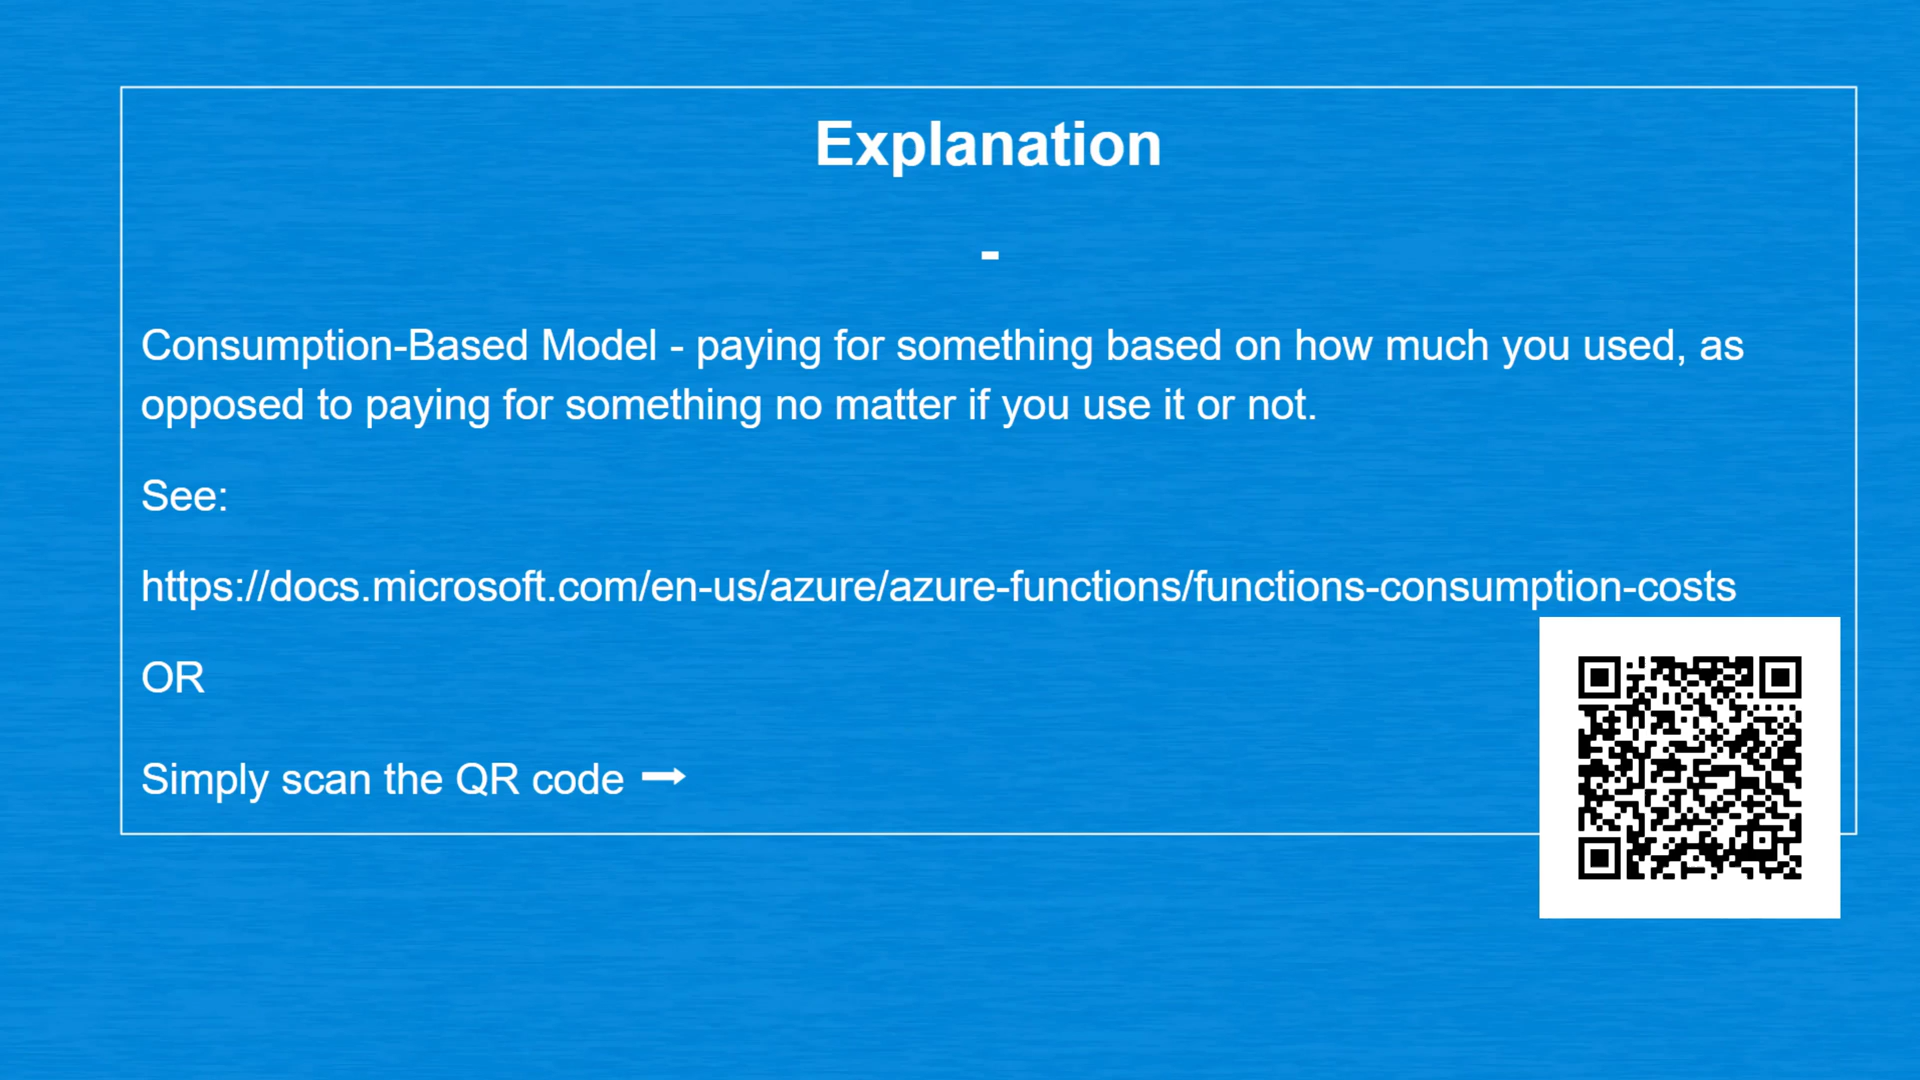 Explanation
-
Consumption-Based Model - paying for something based on how much you used, as
opposed to paying for something no matter if you use it or not.
See:
https://docs.microsoft.com/en-us/azure/azure-functions/functions-consumption-costs
OR
Simply scan the QR code ➞